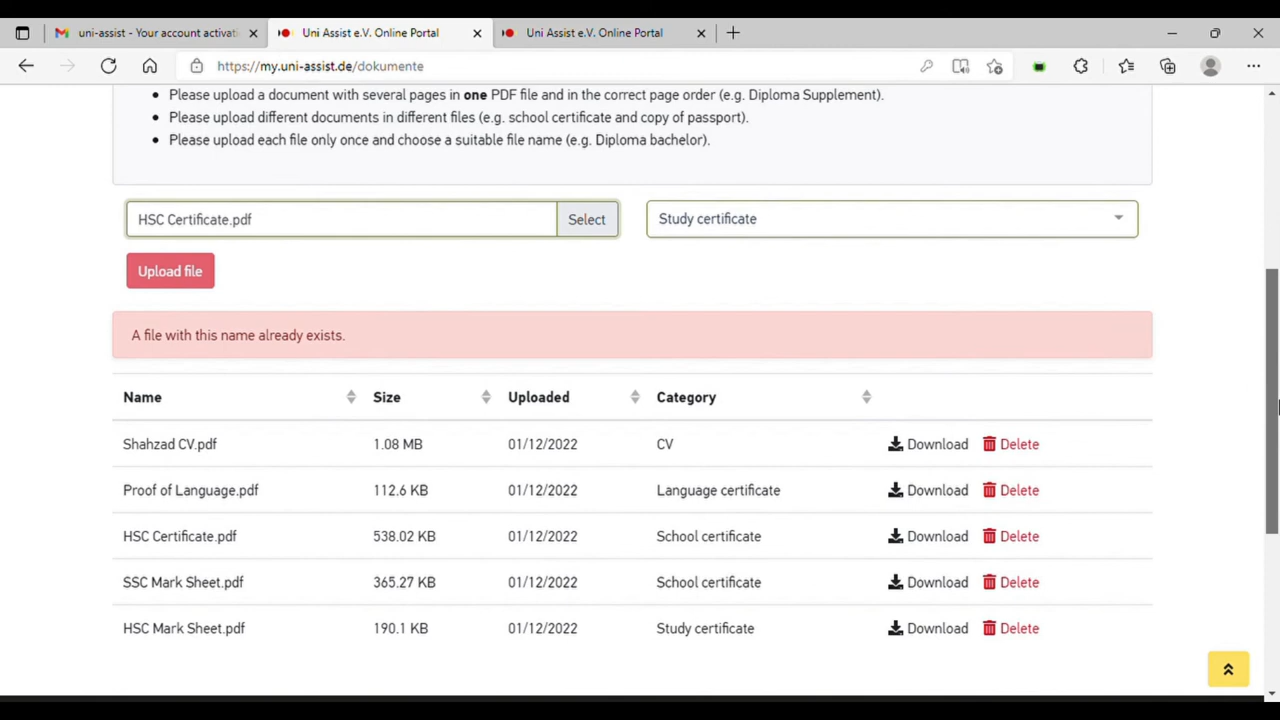 uni-assist - Your account activati
Uni Assist e.V. Online Portal
Uni Assist e.V. Online Portal
https://my.uni-assist.de/dokumente
Please upload a document with several pages in one PDF file and in the correct page order (e.g. Diploma Supplement).
Please upload different documents in different files (e.g. school certificate and copy of passport).
Please upload each file only once and choose a suitable file name (e.g. Diploma bachelor).
HSC Certificate.pdf Select Study certificate
Upload file
A file with this name already exists.
Name Size Uploaded Category
Shahzad CV.pdf 1.08 MB 01/12/2022 CV Download Delete
Proof of Language.pdf 112.6 KB 01/12/2022 Language certificate Download Delete
HSC Certificate.pdf 538.02 KB 01/12/2022 School certificate Download Delete
SSC Mark Sheet.pdf 365.27 KB 01/12/2022 School certificate Download Delete
HSC Mark Sheet.pdf 190.1 KB 01/12/2022 Study certificate Download Delete